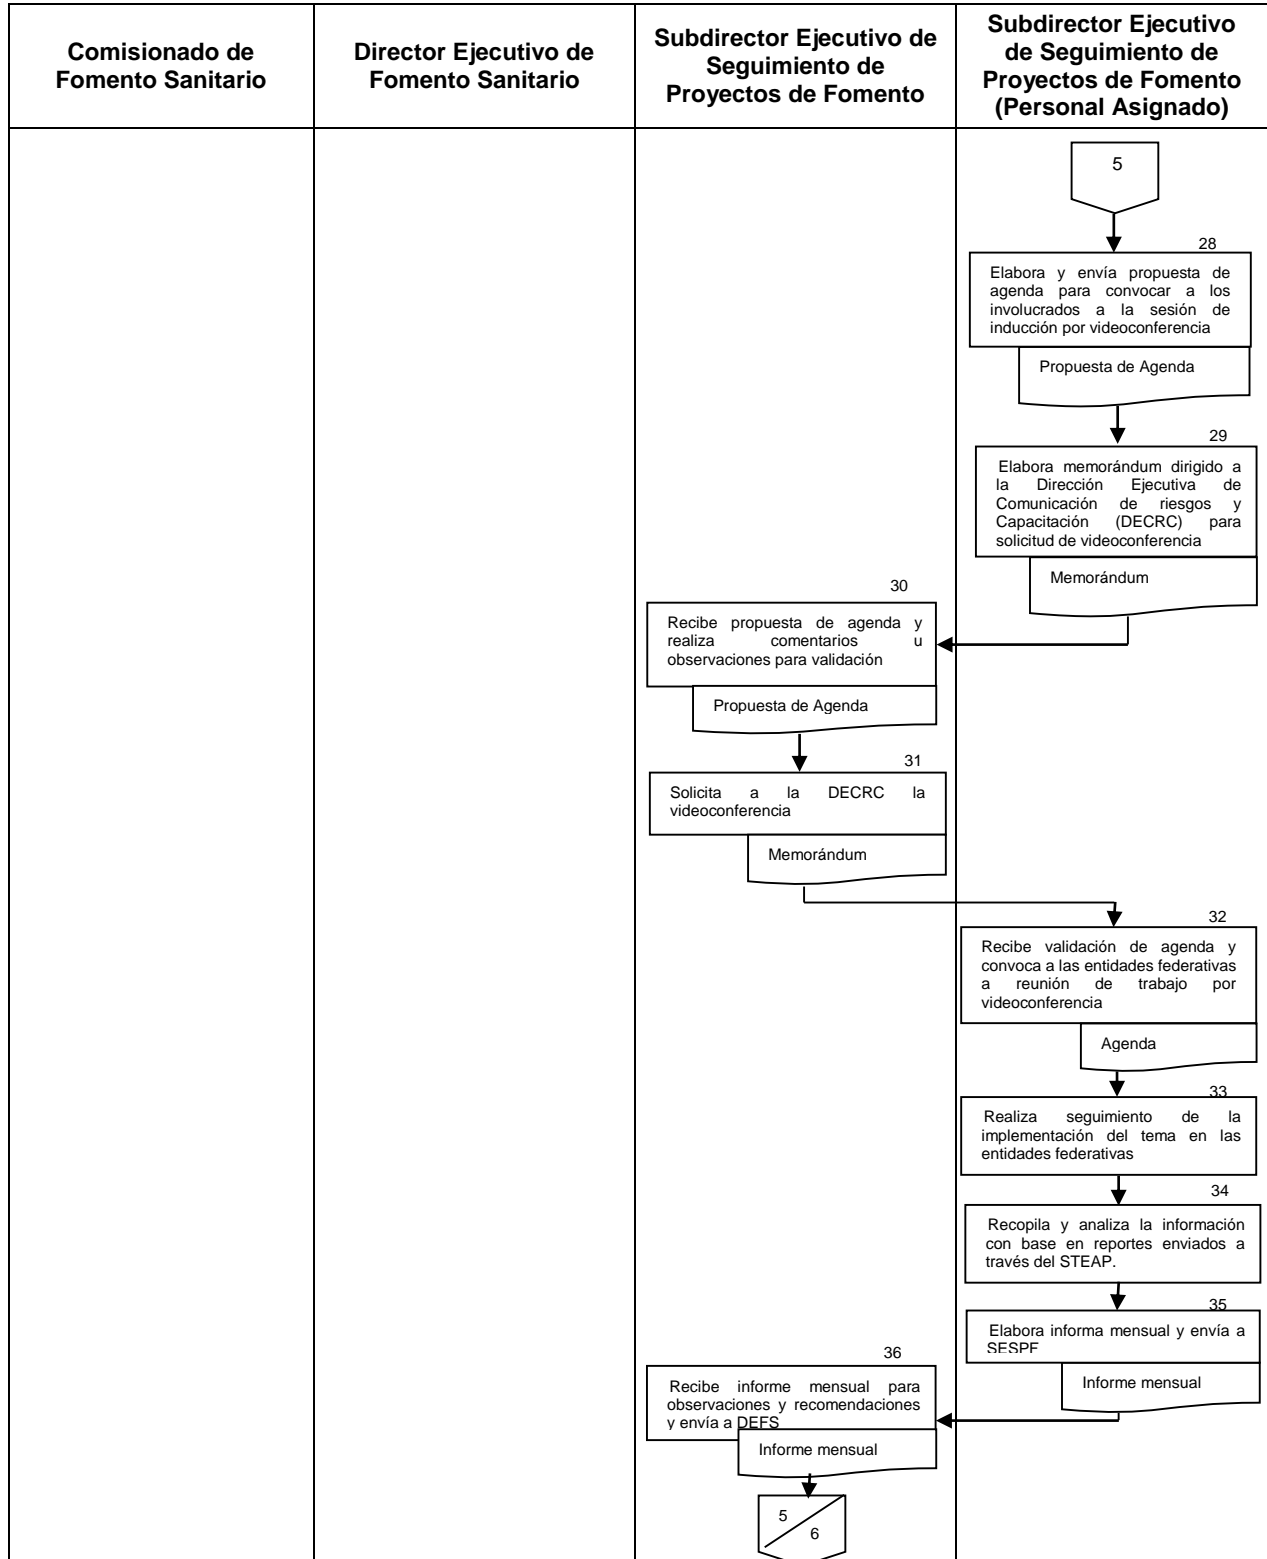 Comisionado de
Fomento Sanitario
Director Ejecutivo de
Fomento Sanitario
Subdirector Ejecutivo de
Seguimiento de
Proyectos de Fomento
Subdirector Ejecutivo
de Seguimiento de
Proyectos de Fomento
(Personal Asignado)
5
28
Elabora y envía propuesta de
agenda para convocar a los
involucrados a la sesión de
inducción por videoconferencia
Propuesta de Agenda
29
Elabora memorándum dirigido a
la Dirección Ejecutiva de
Comunicación de riesgos y
Capacitación (DECRC) para
solicitud de videoconferencia
Memorándum
30
Recibe propuesta de agenda y
realiza comentarios u
observaciones para validación
Propuesta de Agenda
31
Solicita a la DECRC la
videoconferencia
Memorándum
32
Recibe validación de agenda y
convoca a las entidades federativas
a reunión de trabajo por
videoconferencia
Agenda
33
Realiza seguimiento de la
implementación del tema en las
entidades federativas
34
Recopila y analiza la información
con base en reportes enviados a
través del STEAP.
35
Elabora informa mensual y envía a
SESPF
Informe mensual
36
Recibe informe mensual para
observaciones y recomendaciones
y envía a DEFS
Informe mensual
5
6